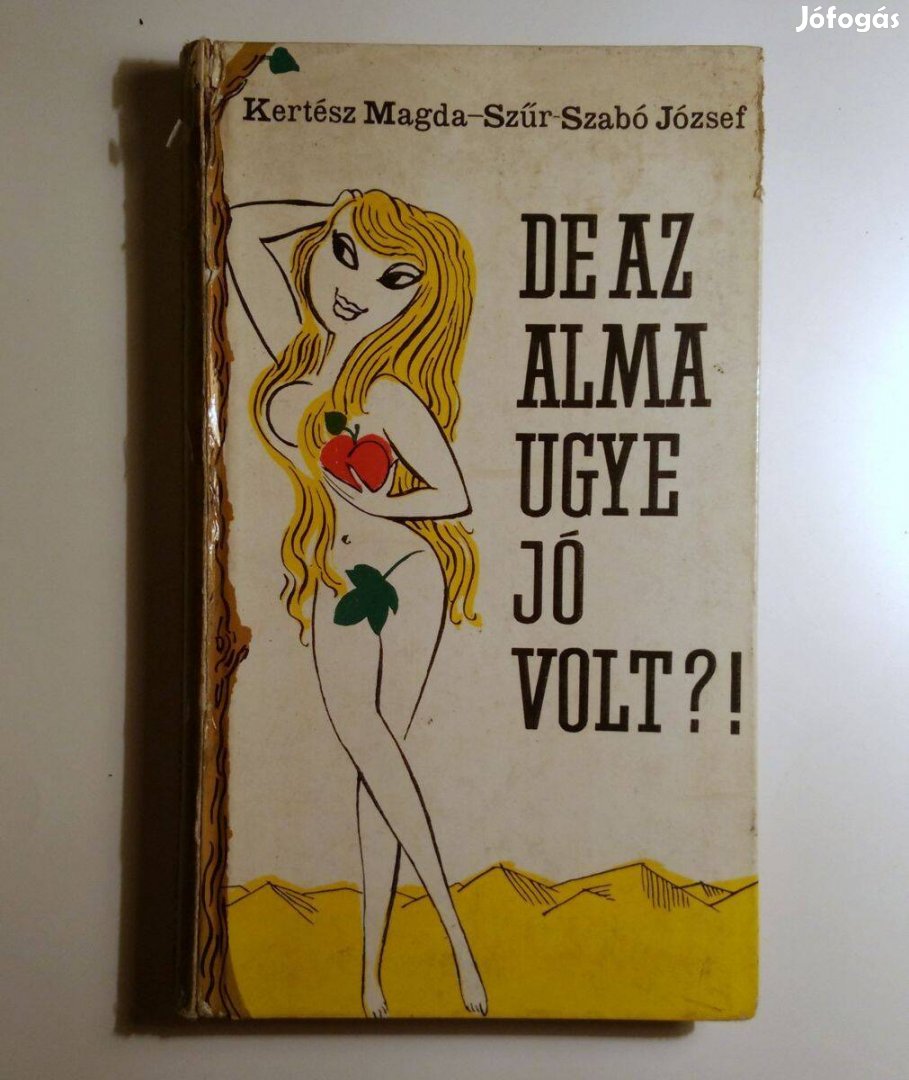 Jófogás
Kertész Magda–Szűr-Szabó József
DE AZ
ALMA
UGYE
JÓ
VOLT?!